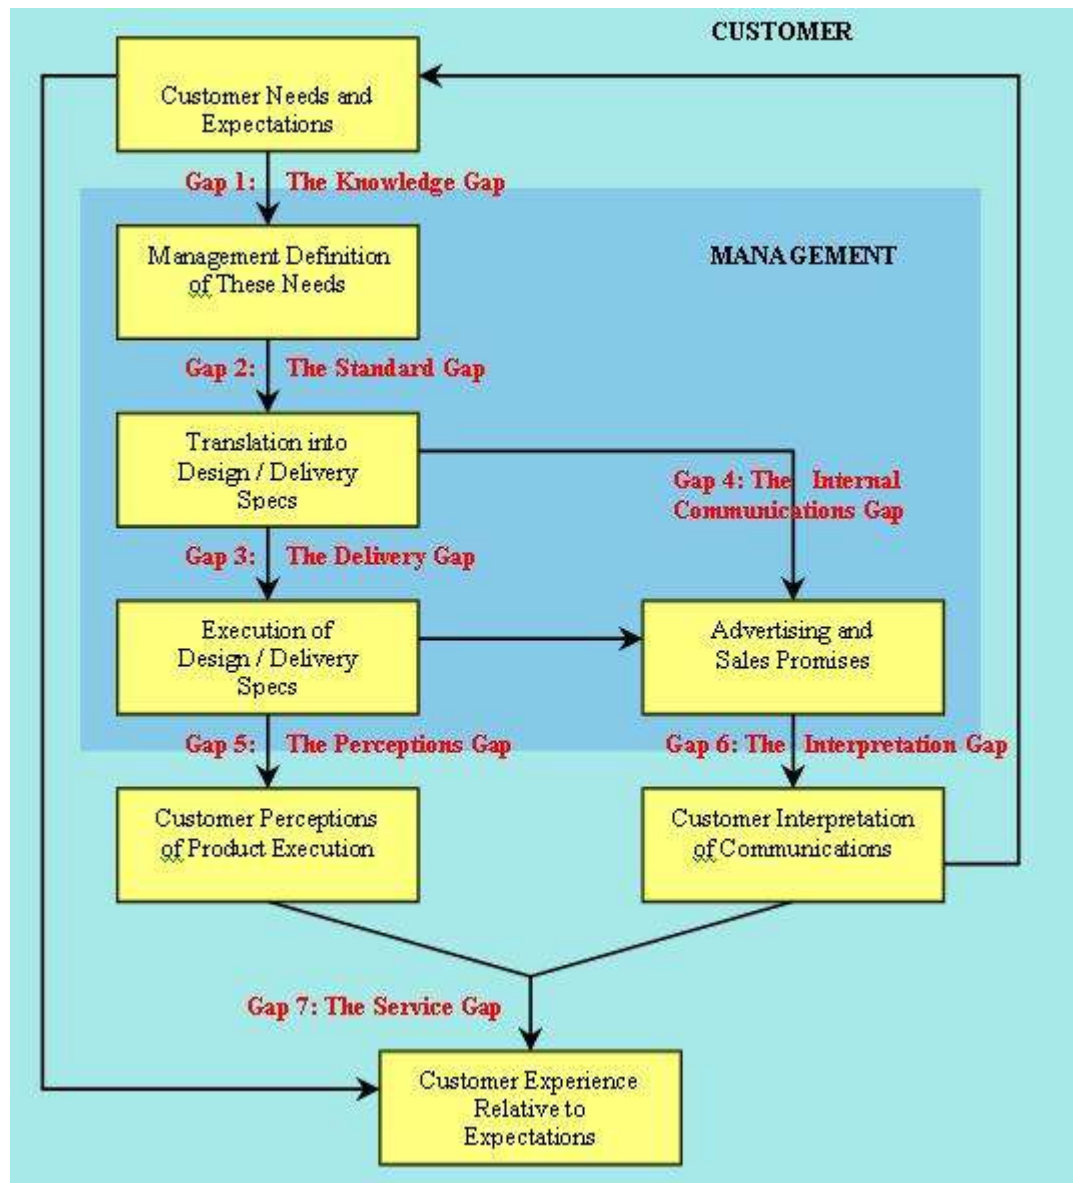 CUSTOMER
Customer Needs and
Expectations
Gap 1: The Knowledge Gap
MANAGEMENT
Management Definition
of These Needs
Gap 2: The Standard Gap
Translation into
Design / Delivery
Specs
Gap 4: The Internal
Communications Gap
Gap 3: The Delivery Gap
Execution of
Design / Delivery
Specs
Advertising and
Sales Promises
Gap 5: The Perceptions Gap
Gap 6: The Interpretation Gap
Customer Perceptions
of Product Execution
Customer Interpretation
of Communications
Gap 7: The Service Gap
Customer Experience
Relative to
Expectations